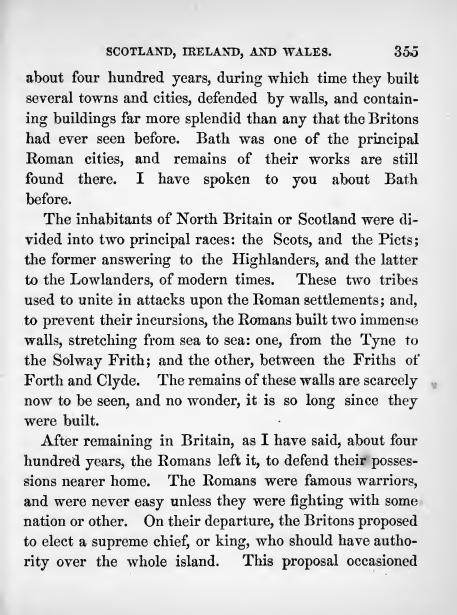 SCOTLAND, IRELAND, AND WALES. 355
about four hundred years, during which time they built
several towns and cities, defended by walls, and contain-
ing buildings far more splendid than any that the Britons
had ever seen before. Bath was one of the principal
Roman cities, and remains of their works are still
found there. I have spoken to you about Bath
before.
The inhabitants of North Britain or Scotland were di-
vided into two principal races: the Scots, and the Picts;
the former answering to the Highlanders, and the latter
to the Lowlanders, of modern times. These two tribes
used to unite in attacks upon the Roman settlements; and,
to prevent their incursions, the Romans built two immense
walls, stretching from sea to sea: one, from the Tyne to
the Solway Frith; and the other, between the Friths of
Forth and Clyde. The remains of these walls are scarcely
now to be seen, and no wonder, it is so long since they
were built.
After remaining in Britain, as I have said, about four
hundred years, the Romans left it, to defend their posses-
sions nearer home. The Romans were famous warriors,
and were never easy unless they were fighting with some
nation or other. On their departure, the Britons proposed
to elect a supreme chief, or king, who should have autho-
rity over the whole island. This proposal occasioned